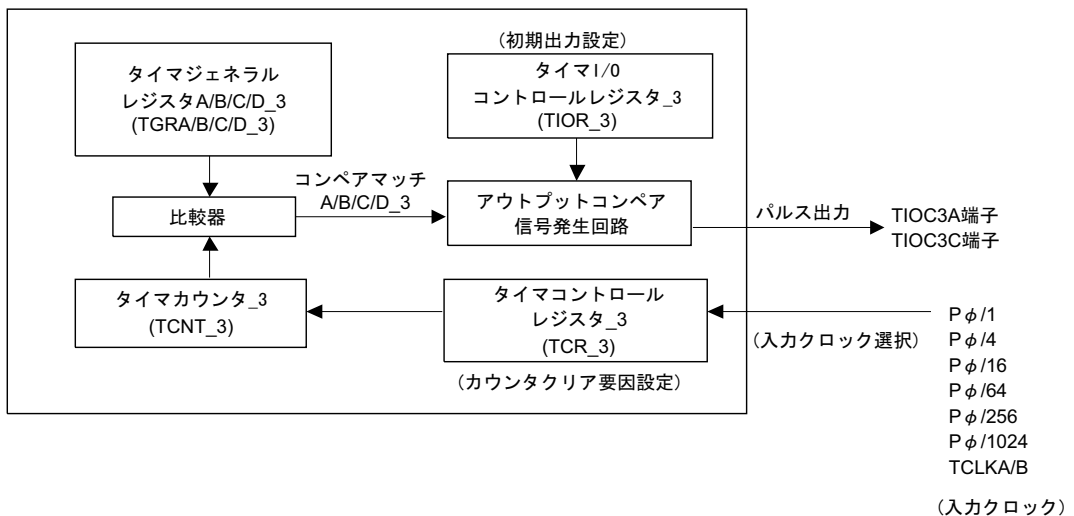 タイマジェネラル
レジスタA/B/C/D_3
(TGRA/B/C/D_3)
(初期出力設定)
タイマI/O
コントロールレジスタ_3
(TIOR_3)
コンペアマッチ
A/B/C/D_3
比較器
アウトプットコンペア
信号発生回路
パルス出力
TIOC3A端子
TIOC3C端子
タイマカウンタ_3
(TCNT_3)
タイマコントロール
レジスタ_3
(TCR_3)
(カウンタクリア要因設定)
(入力クロック選択)
Pφ/1
Pφ/4
Pφ/16
Pφ/64
Pφ/256
Pφ/1024
TCLKA/B
(入力クロック)